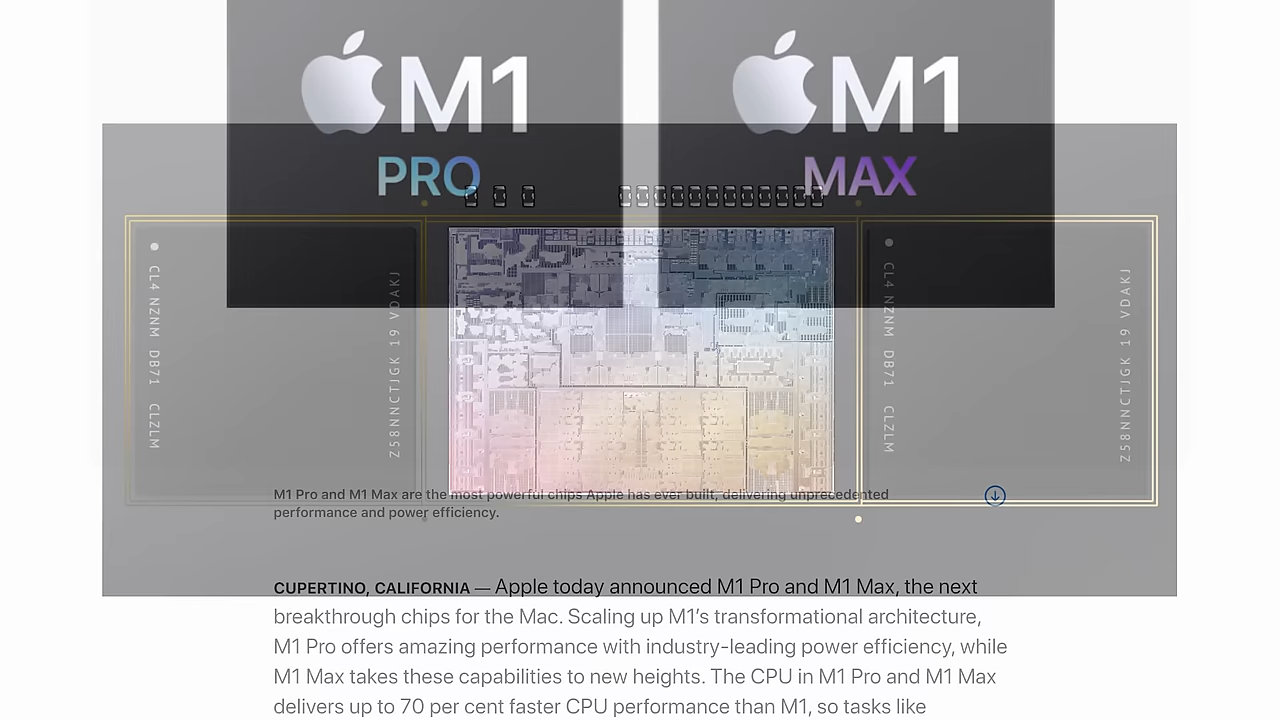 M1
M1
PRO
MAX
CL4 NZNM DB71 CLZLM
Z58NNCTJGK 19 VDAKJ
CL4 NZNM DB71 CLZLM
Z58NNCTJGK 19 VDAKJ
M1 Pro and M1 Max are the most powerful chips Apple has ever built, delivering unprecedented
performance and power efficiency.
CUPERTINO, CALIFORNIA — Apple today announced M1 Pro and M1 Max, the next
breakthrough chips for the Mac. Scaling up M1’s transformational architecture,
M1 Pro offers amazing performance with industry-leading power efficiency, while
M1 Max takes these capabilities to new heights. The CPU in M1 Pro and M1 Max
delivers up to 70 per cent faster CPU performance than M1, so tasks like